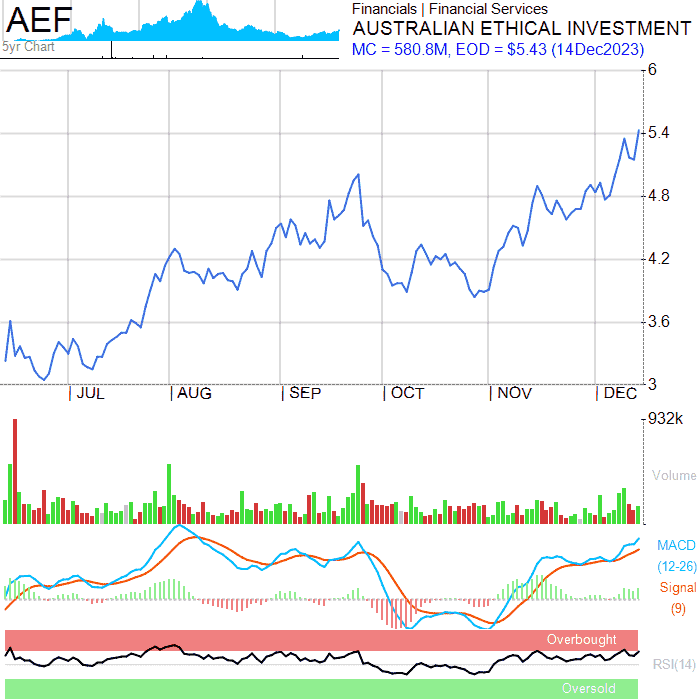 AEF
5yr Chart
Financials | Financial Services
AUSTRALIAN ETHICAL INVESTMENT
MC = 580.8M, EOD = $5.43 (14Dec2023)
6
5.4
4.8
4.2
3.6
3
JUL
AUG
SEP
OCT
NOV
DEC
932k
Volume
MACD
(12-26)
Signal
(9)
Overbought
RSI(14)
Oversold